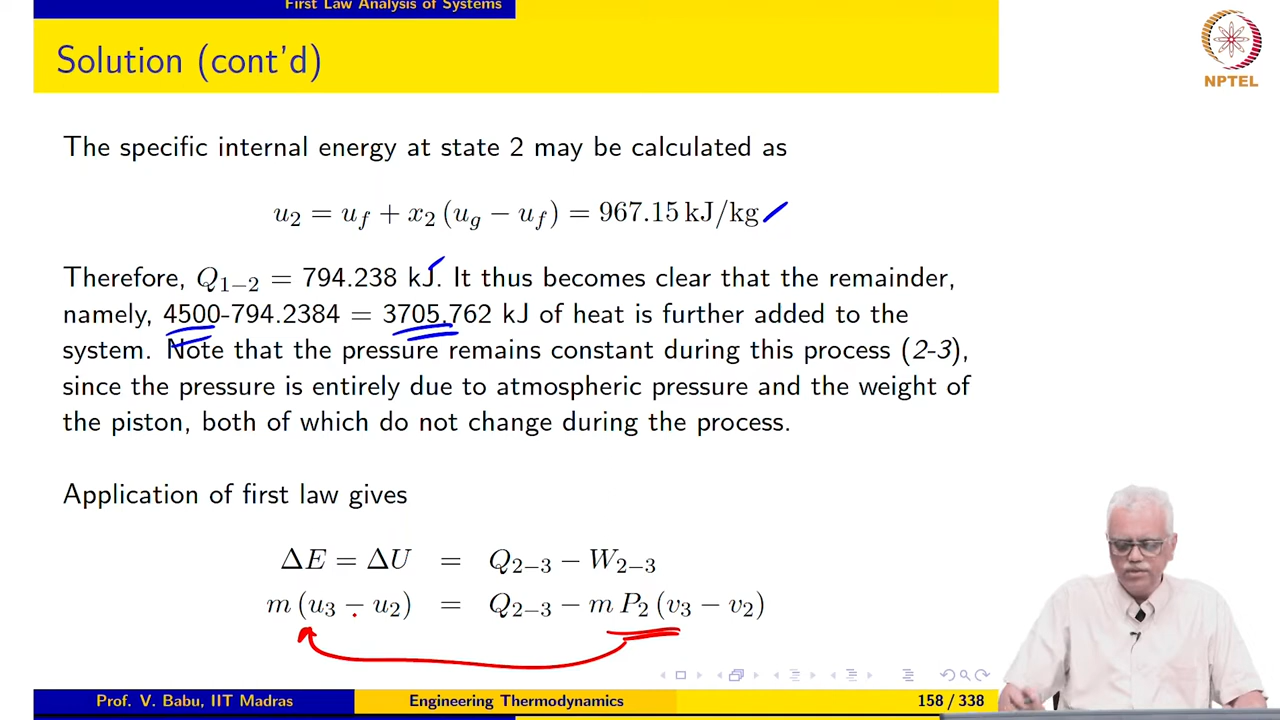 First Law Analysis of Systems
Solution (cont'd)
NPTEL
The specific internal energy at state 2 may be calculated as
u₂ = u_f + x₂ (u_g − u_f) = 967.15 kJ/kg
Therefore, Q₁₋₂ = 794.238 kJ. It thus becomes clear that the remainder,
namely, 4500-794.2384 = 3705.762 kJ of heat is further added to the
system. Note that the pressure remains constant during this process (2-3),
since the pressure is entirely due to atmospheric pressure and the weight of
the piston, both of which do not change during the process.
Application of first law gives
ΔE = ΔU = Q₂₋₃ − W₂₋₃
m (u₃ − u₂) = Q₂₋₃ − m P₂ (v₃ − v₂)
Prof. V. Babu, IIT Madras Engineering Thermodynamics 158 / 338